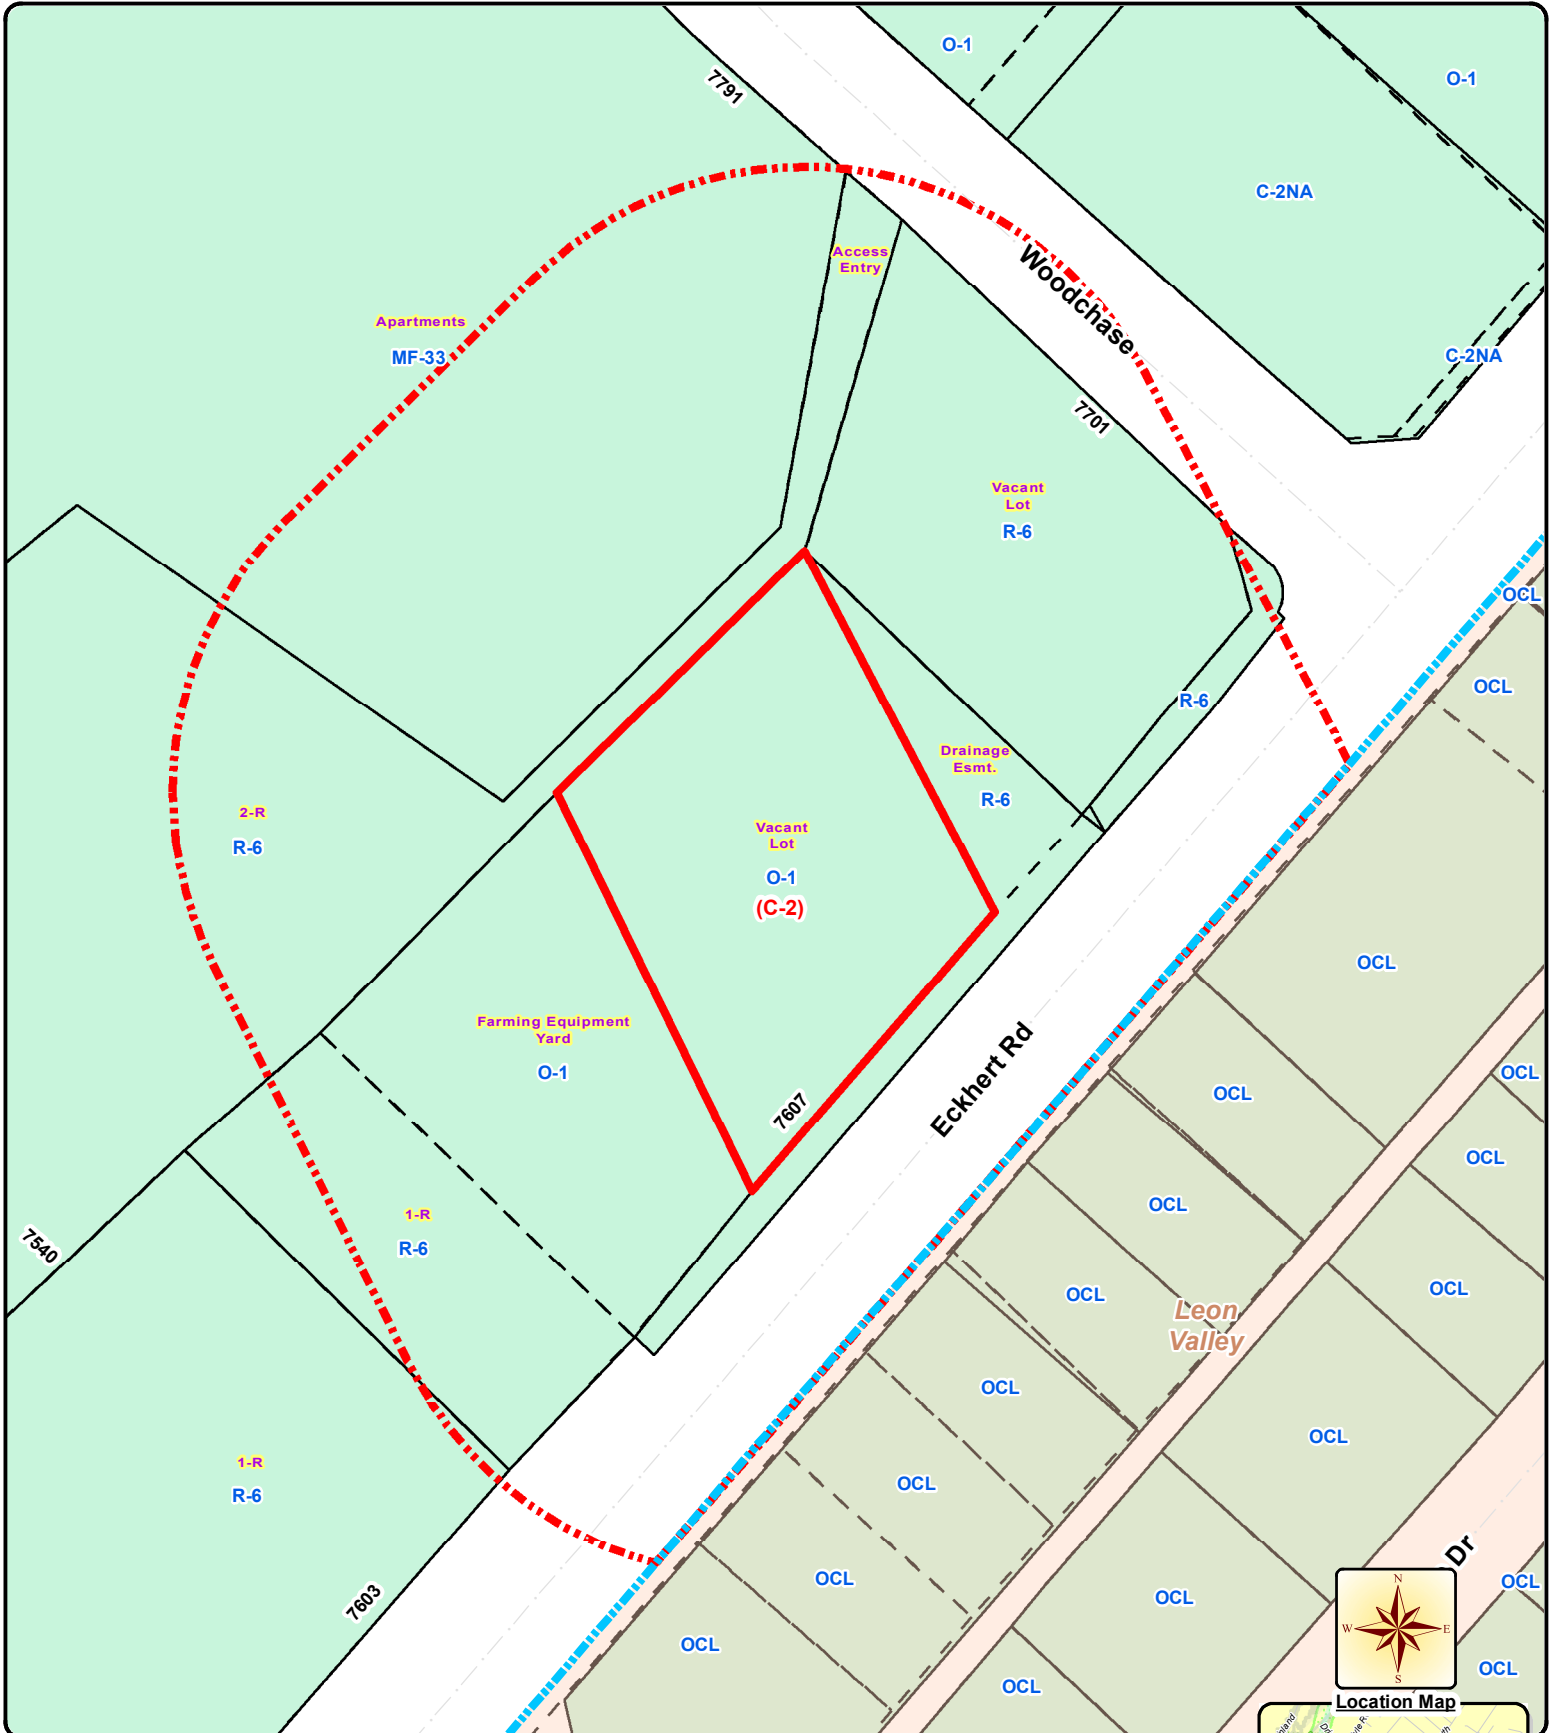 O-1
O-1
7791
C-2NA
Access
Entry
Woodchase
Apartments
MF-33
C-2NA
7701
Vacant
Lot
R-6
OCL
OCL
R-6
Drainage
Esmt.
R-6
2-R
R-6
Vacant
Lot
O-1
(C-2)
OCL
Farming Equipment
Yard
O-1
Eckhert Rd
7607
OCL
OCL
OCL
OCL
1-R
R-6
7540
OCL
OCL
Leon
Valley
OCL
OCL
1-R
R-6
OCL
OCL
Dr
OCL
OCL
7603
OCL
N
W
E
S
OCL
OCL
OCL
Location Map